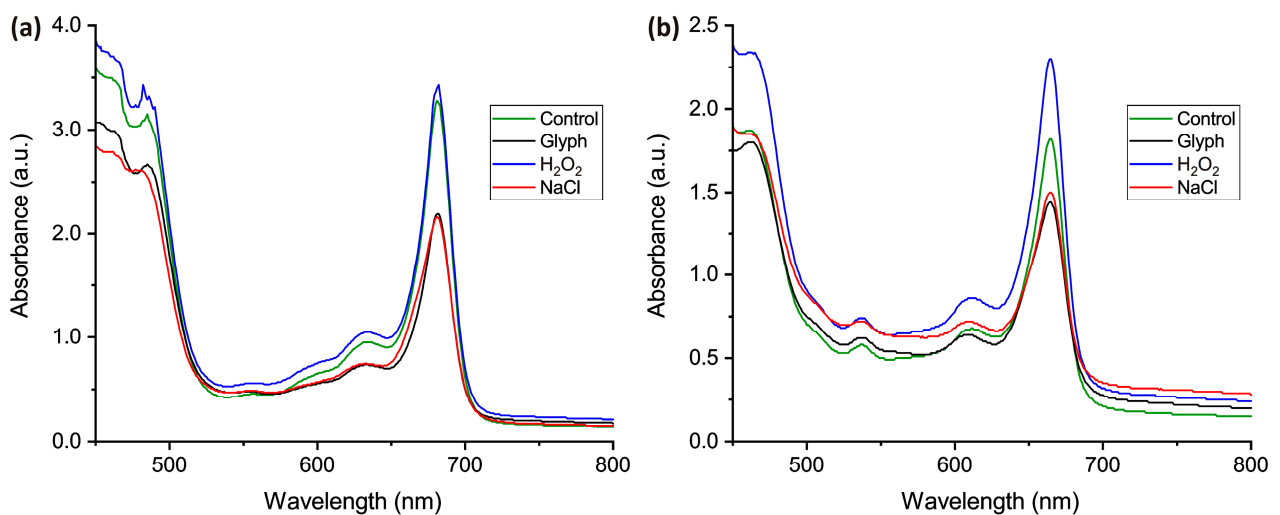 (a)
4.0
3.0
2.0
1.0
0.0
Absorbance (a.u.)
500
600
700
800
Wavelength (nm)
Control
Glyph
H₂O₂
NaCl
(b)
2.5
2.0
1.5
1.0
0.5
0.0
Absorbance (a.u.)
500
600
700
800
Wavelength (nm)
Control
Glyph
H₂O₂
NaCl